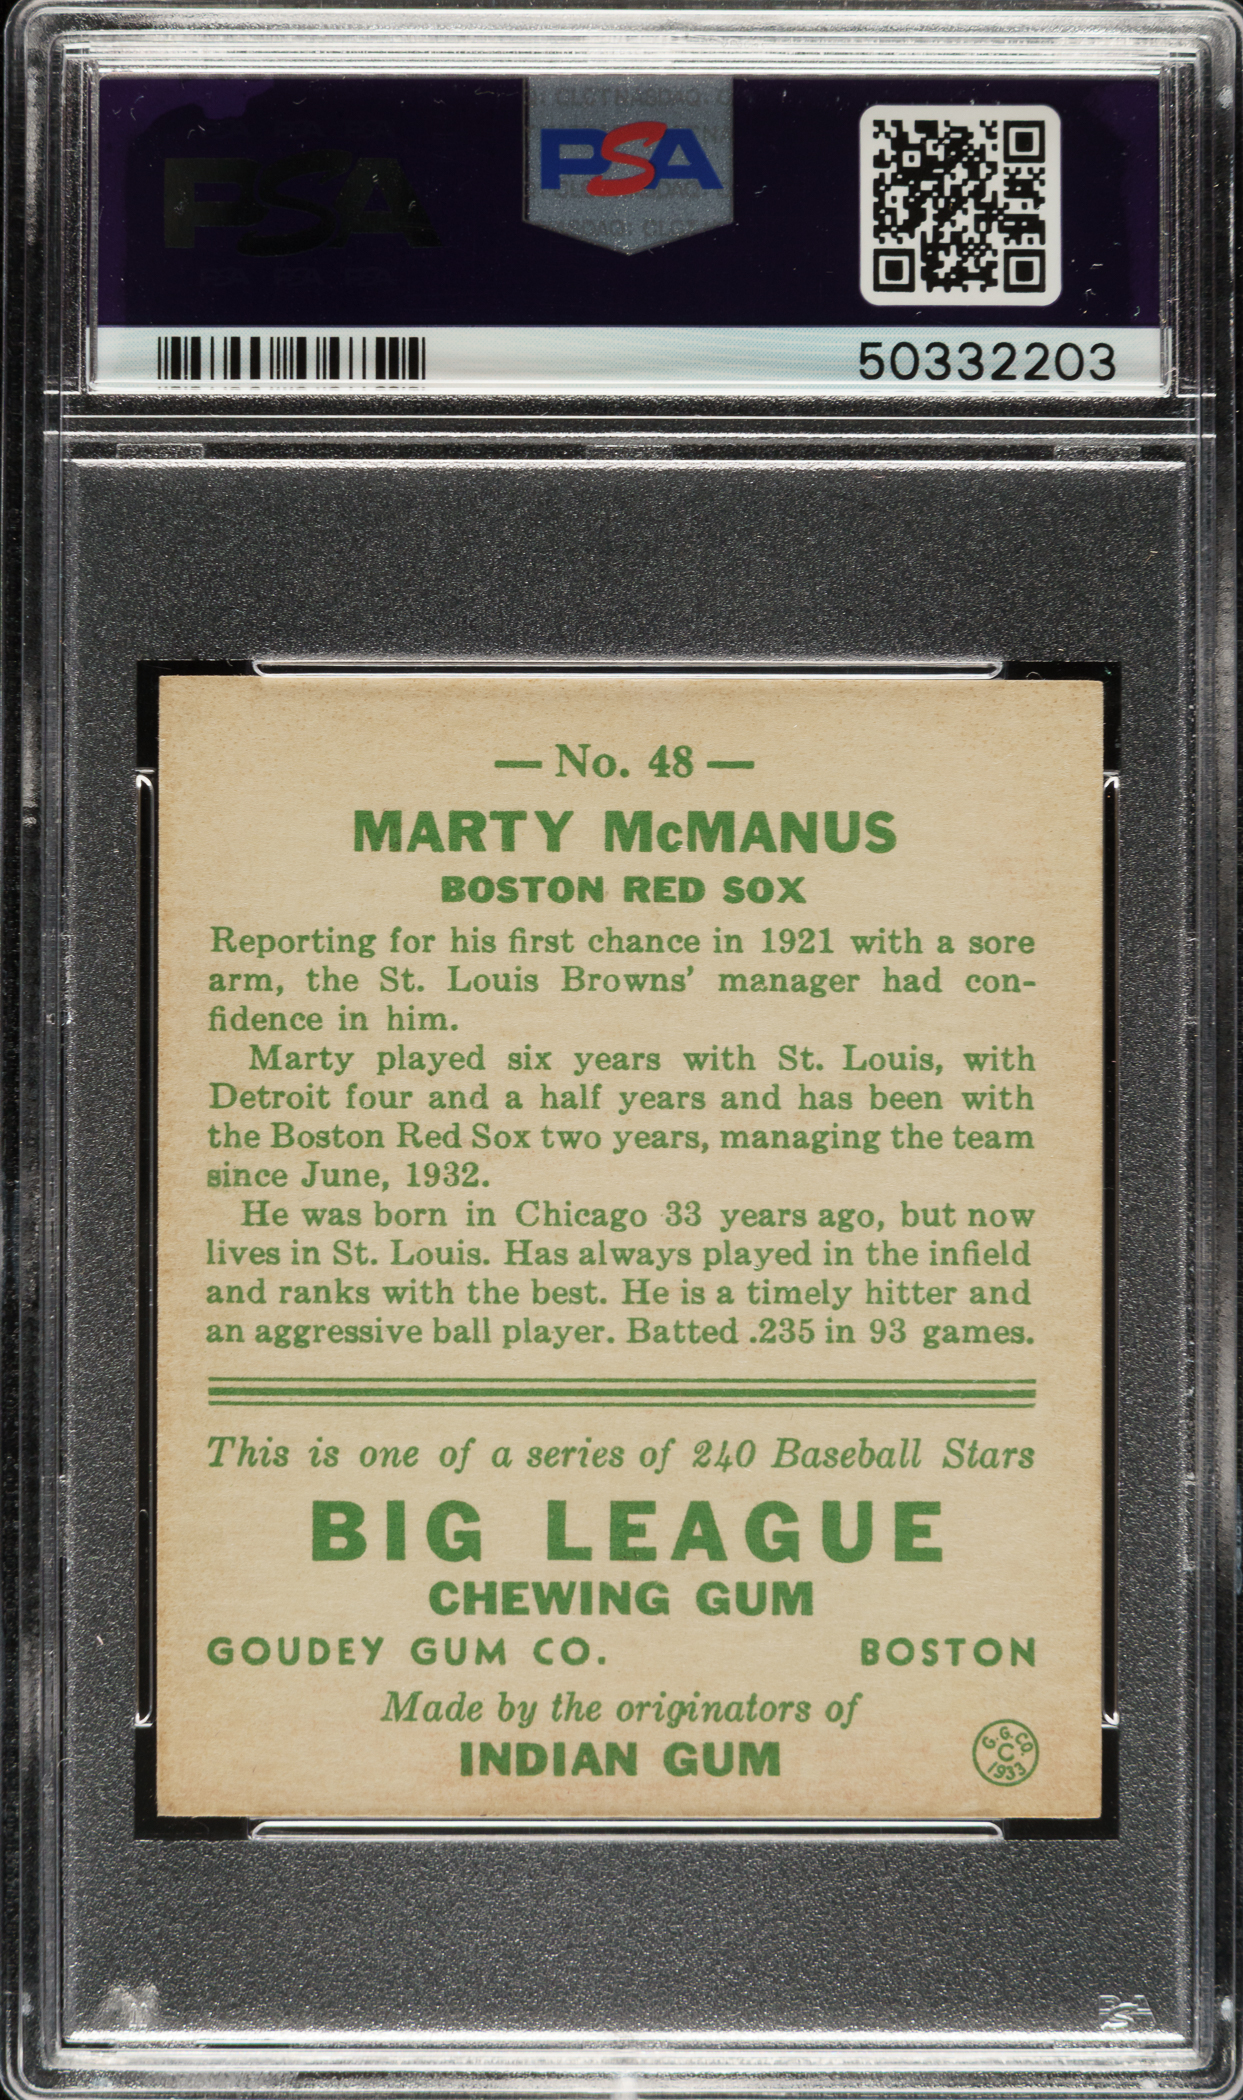 PSA
PSA
50332203
— No. 48 —
MARTY McMANUS
BOSTON RED SOX
Reporting for his first chance in 1921 with a sore
arm, the St. Louis Browns' manager had con-
fidence in him.
Marty played six years with St. Louis, with
Detroit four and a half years and has been with
the Boston Red Sox two years, managing the team
since June, 1932.
He was born in Chicago 33 years ago, but now
lives in St. Louis. Has always played in the infield
and ranks with the best. He is a timely hitter and
an aggressive ball player. Batted .235 in 93 games.
This is one of a series of 240 Baseball Stars
BIG LEAGUE
CHEWING GUM
GOUDEY GUM CO. BOSTON
Made by the originators of
INDIAN GUM
G. G. CO.
C
1933
PSA